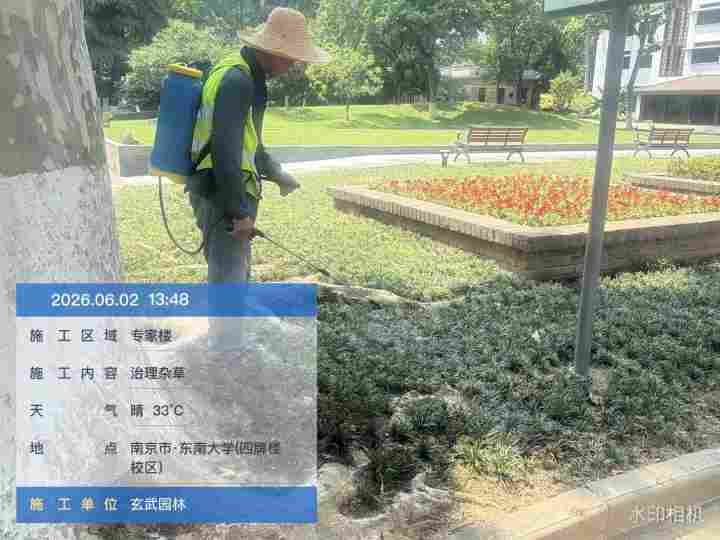 2026.06.02 13:48
施工区域 专家楼
施工内容 治理杂草
天气 晴 33℃
地点 南京市·东南大学(四牌楼
校区)
施工单位 玄武园林
水印相机